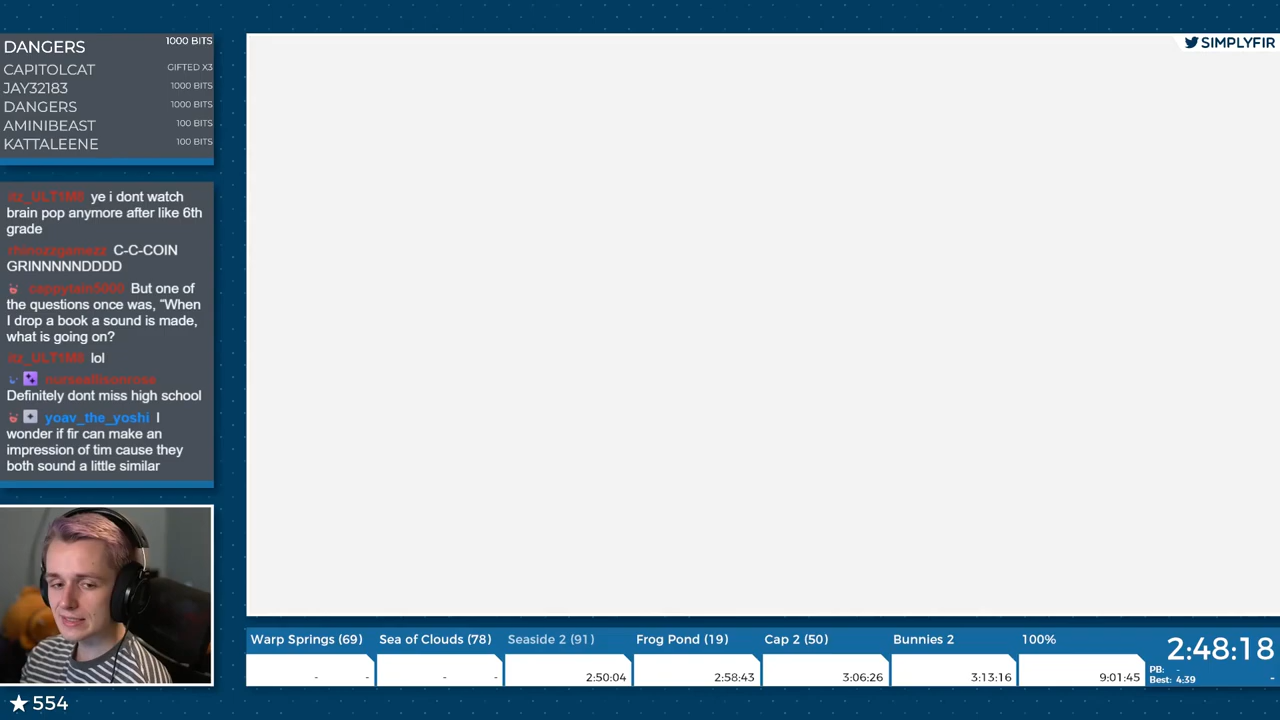 DANGERS 1000 BITS
CAPITOLCAT GIFTED X3
JAY32183 1000 BITS
DANGERS 1000 BITS
AMINIBEAST 100 BITS
KATTALEENE 100 BITS
ye i dont watch
brain pop anymore after like 6th
grade
rhinozzgamezz C-C-COIN
GRINNNNNDDDD
cappytain5000 But one of
the questions once was, “When
I drop a book a sound is made,
what is going on?
lol
nurseallisonrose
Definitely dont miss high school
yoav_the_yoshi I
wonder if fir can make an
impression of tim cause they
both sound a little similar
★ 554
SIMPLYFIR
Warp Springs (69) Sea of Clouds (78) Seaside 2 (91) Frog Pond (19) Cap 2 (50) Bunnies 2 100%
- - - - 2:50:04 2:58:43 3:06:26 3:13:16 9:01:45
2:48:18
PB: -
Best: 4:39 -